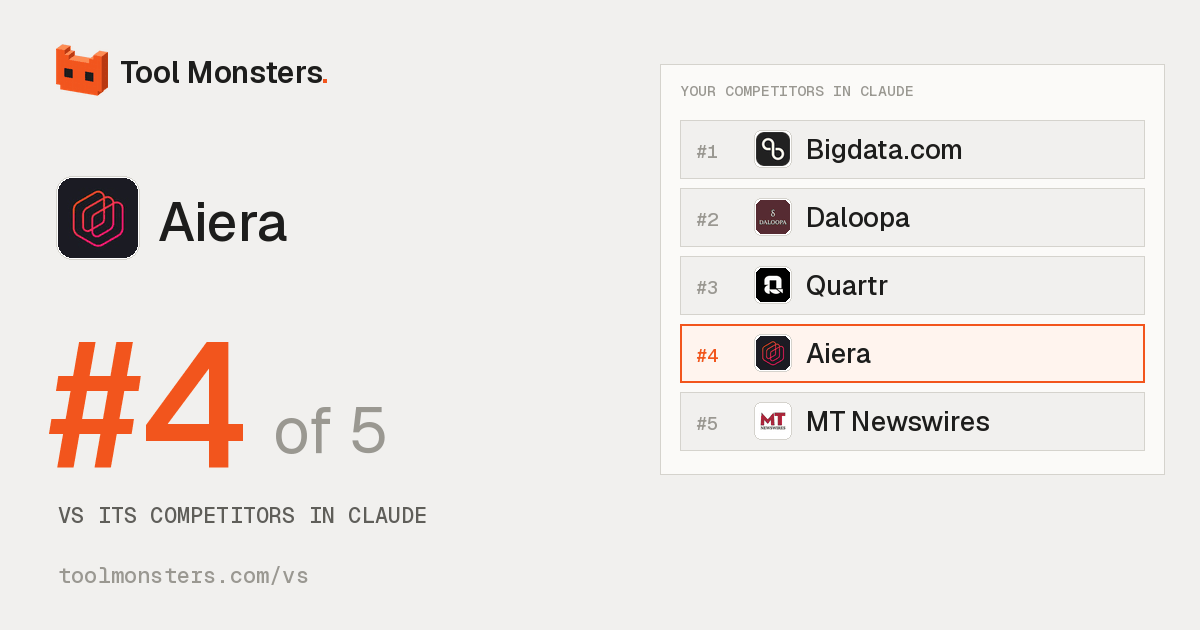 Tool Monsters.
Aiera
#4 of 5
VS ITS COMPETITORS IN CLAUDE
toolmonsters.com/vs
YOUR COMPETITORS IN CLAUDE
#1 Bigdata.com
#2 DALOOPA Daloopa
#3 Quartr
#4 Aiera
#5 MT NEWSWIRES MT Newswires